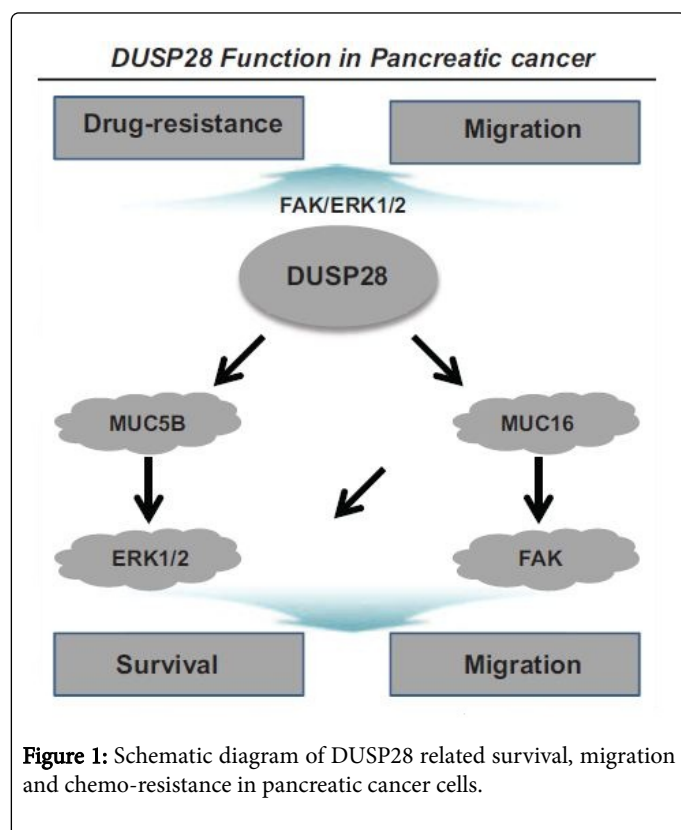 DUSP28 Function in Pancreatic cancer
Drug-resistance
Migration
FAK/ERK1/2
DUSP28
MUC5B
MUC16
ERK1/2
FAK
Survival
Migration
Figure 1: Schematic diagram of DUSP28 related survival, migration
and chemo-resistance in pancreatic cancer cells.